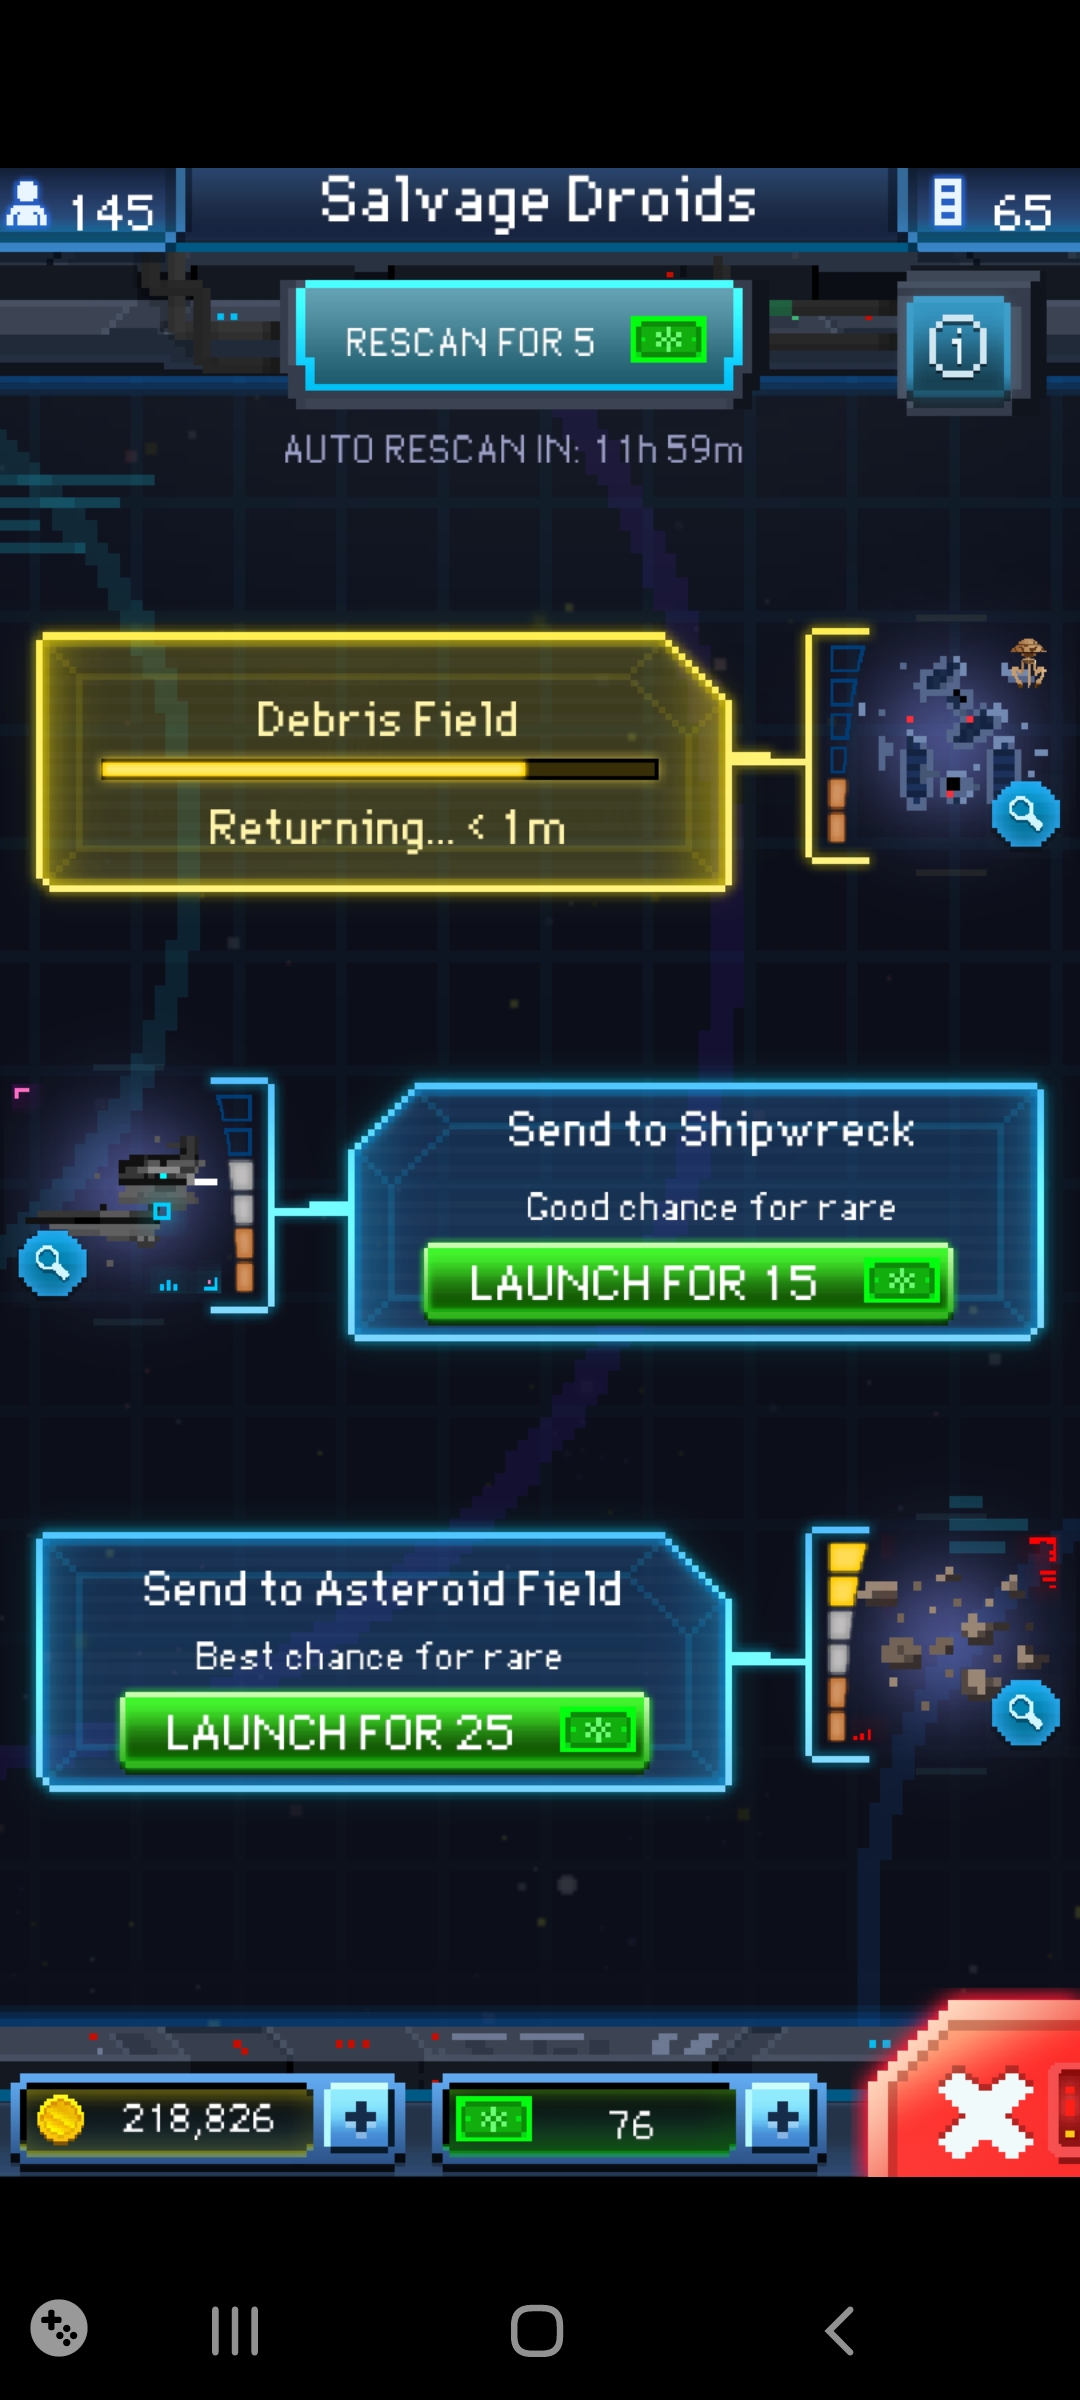 145
Salvage Droids
65
RESCAN FOR 5
i
AUTO RESCAN IN: 11h 59m
Debris Field
Returning... < 1m
Send to Shipwreck
Good chance for rare
LAUNCH FOR 15
Send to Asteroid Field
Best chance for rare
LAUNCH FOR 25
218,826
76